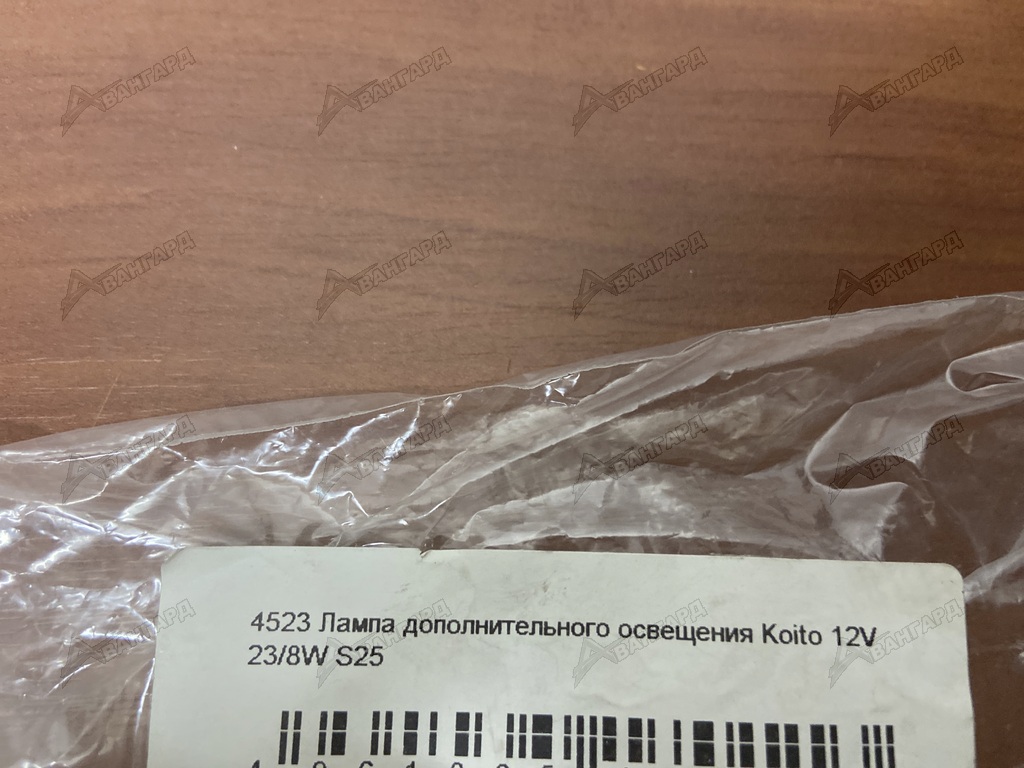 4523 Лампа дополнительного освещения Koito 12V
23/8W S25